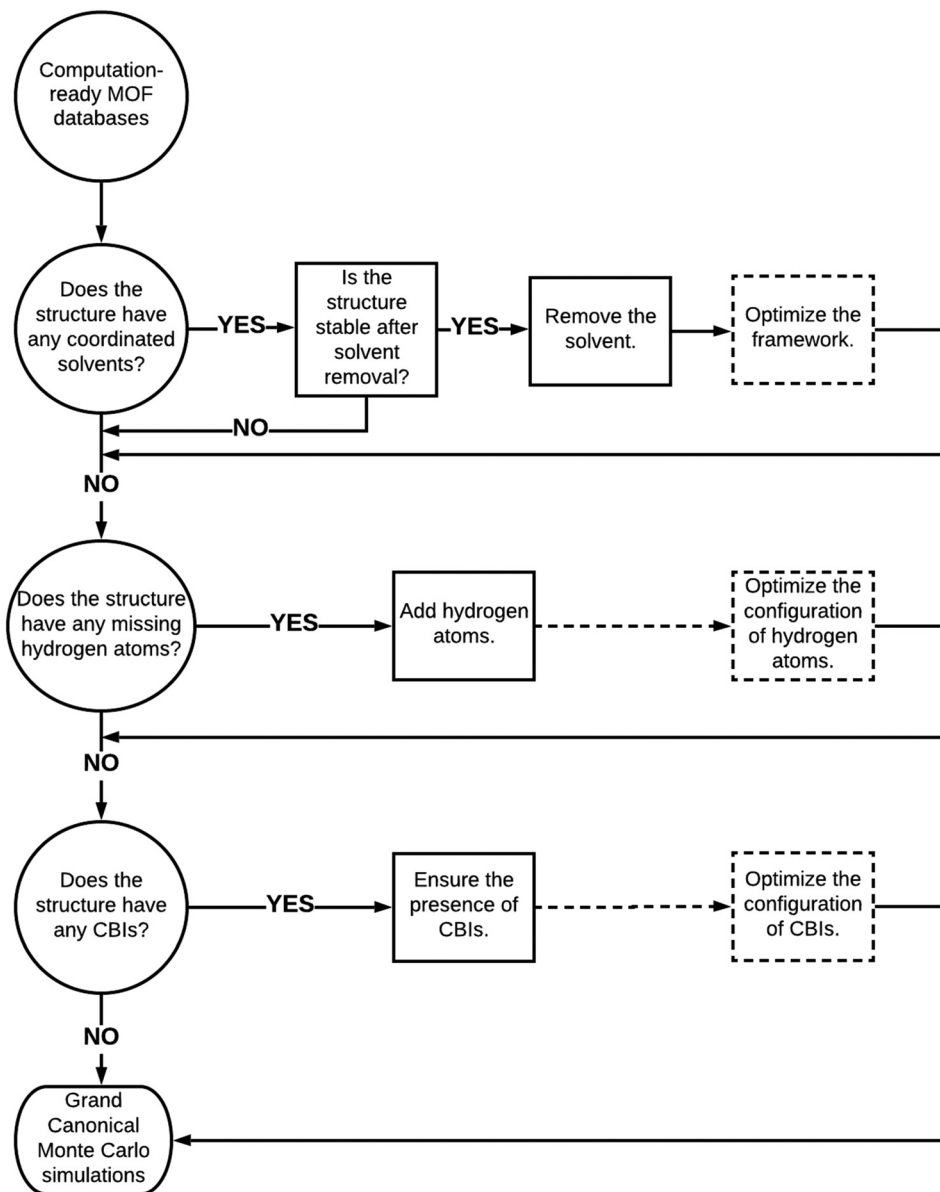 Computation-
ready MOF
databases
Does the
structure have
any coordinated
solvents?
YES
Is the
structure
stable after
solvent
removal?
YES
Remove the
solvent.
Optimize the
framework.
NO
NO
Does the structure
have any missing
hydrogen atoms?
YES
Add hydrogen
atoms.
Optimize the
configuration
of hydrogen
atoms.
NO
Does the
structure have
any CBIs?
YES
Ensure the
presence of
CBIs.
Optimize the
configuration
of CBIs.
NO
Grand
Canonical
Monte Carlo
simulations